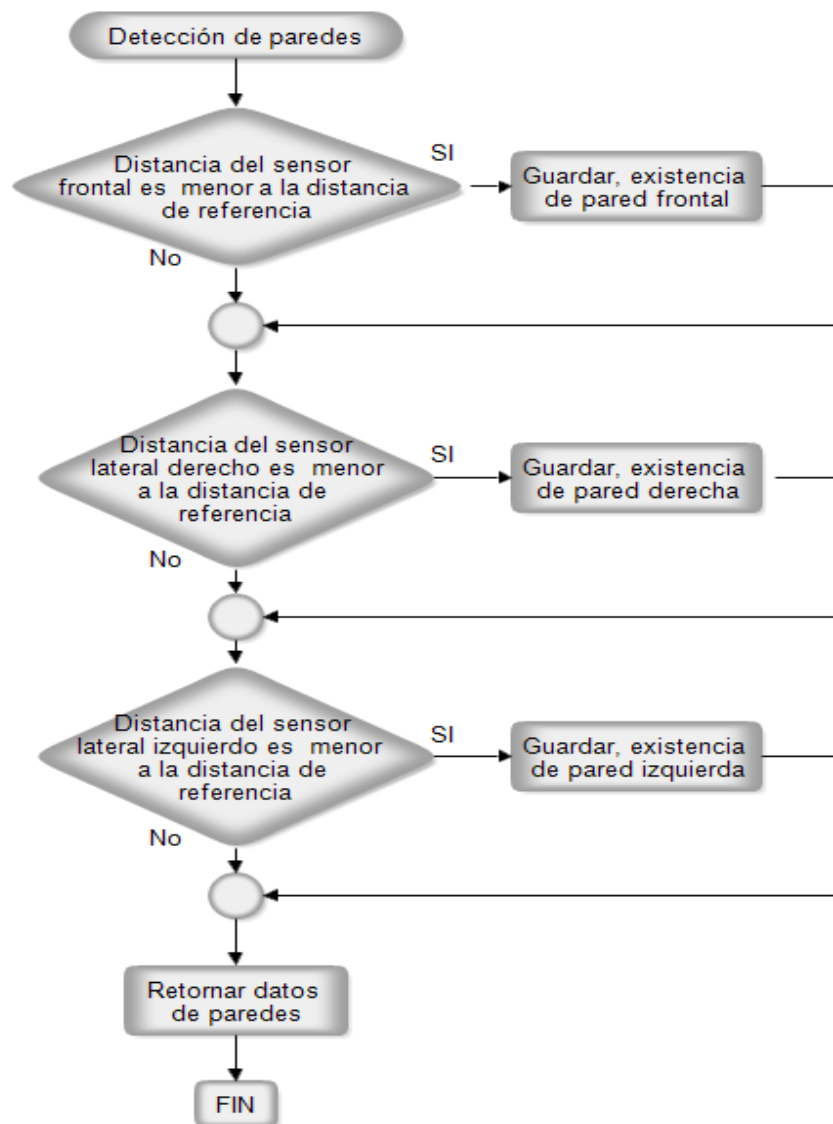 Detección de paredes
Distancia del sensor
frontal es menor a la distancia
de referencia
SI
Guardar, existencia
de pared frontal
No
Distancia del sensor
lateral derecho es menor
a la distancia de
referencia
SI
Guardar, existencia
de pared derecha
No
Distancia del sensor
lateral izquierdo es menor
a la distancia de
referencia
SI
Guardar, existencia
de pared izquierda
No
Retornar datos
de paredes
FIN